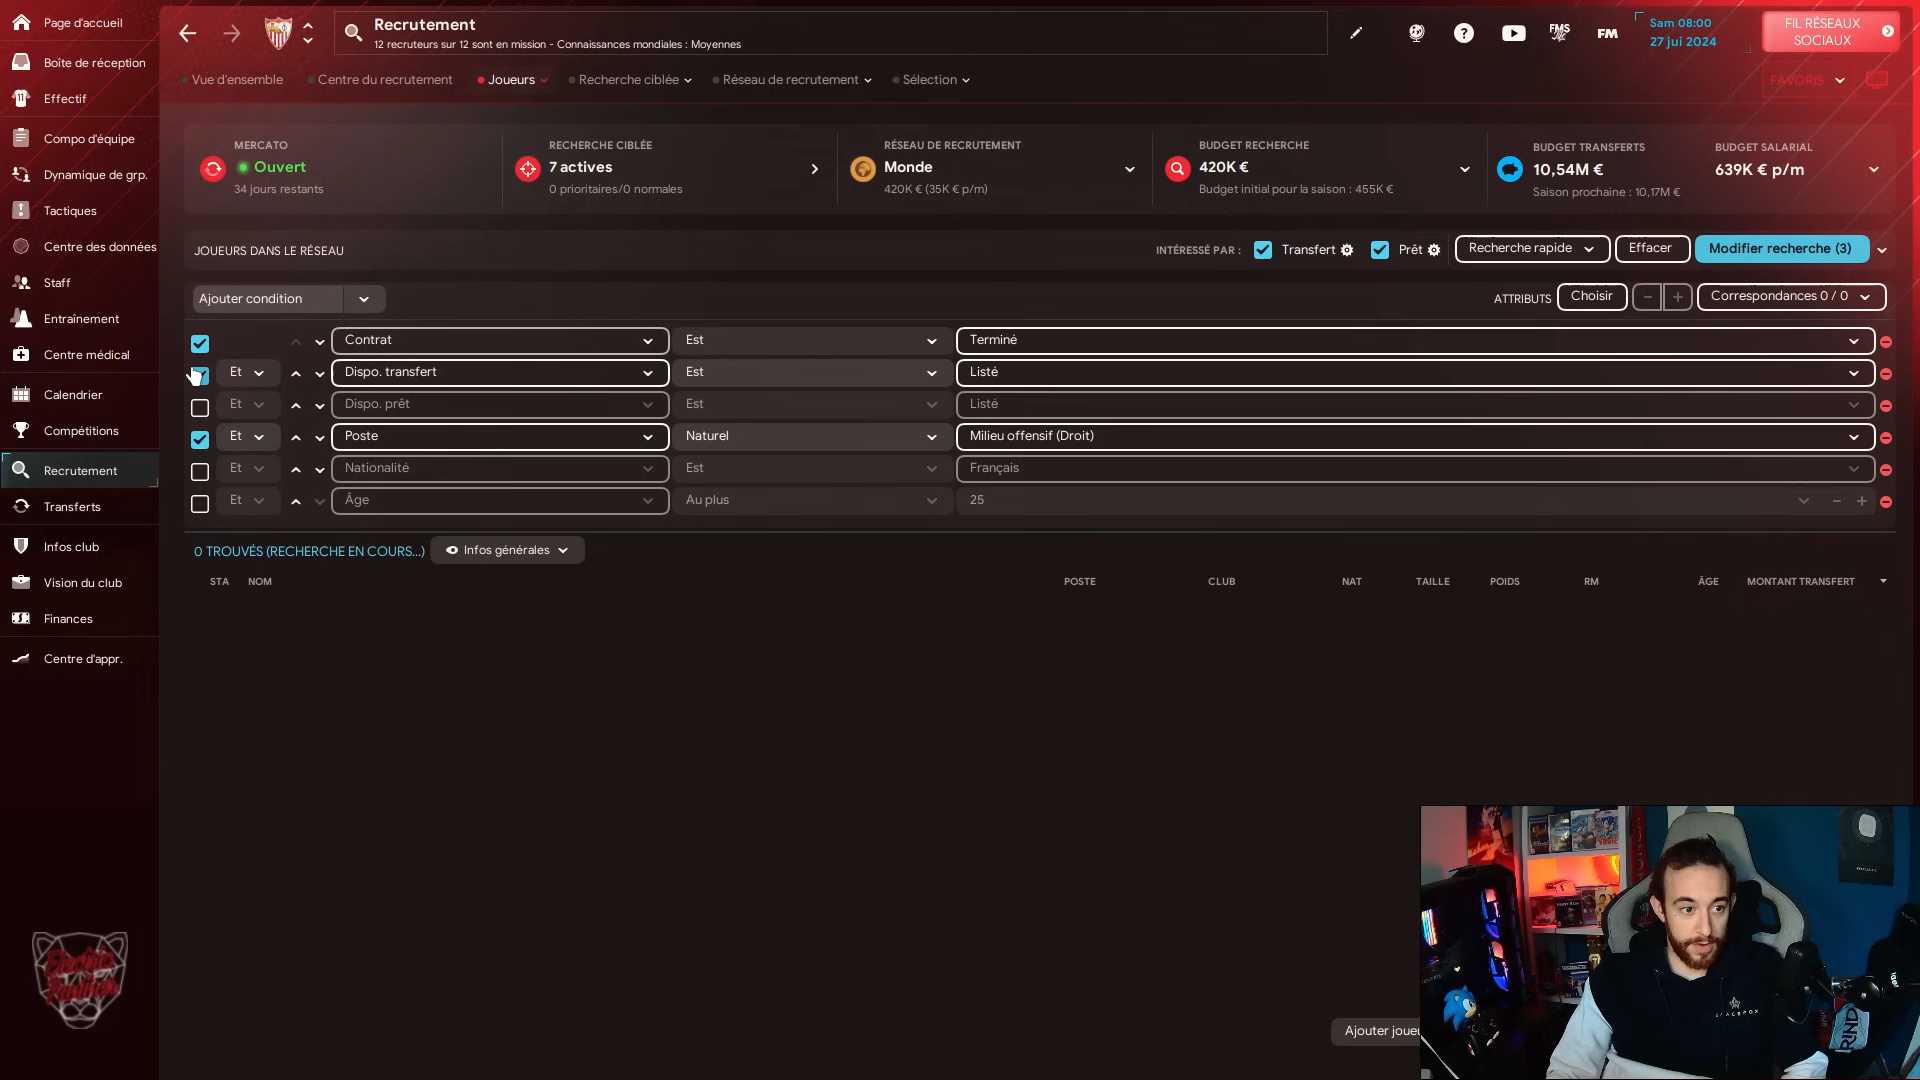 Page d'accueil
Boîte de réception
Effectif
Compo d'équipe
Dynamique de grp.
Tactiques
Centre des données
Staff
Entraînement
Centre médical
Calendrier
Compétitions
Recrutement
Transferts
Infos club
Vision du club
Finances
Centre d'appr.
Recrutement
12 recruteurs sur 12 sont en mission - Connaissances mondiales : Moyennes
FMS
FM
Sam 08:00
27 jui 2024
FIL RÉSEAUX
SOCIAUX
Vue d'ensemble
Centre du recrutement
Joueurs
Recherche ciblée
Réseau de recrutement
Sélection
FAVORIS
MERCATO
Ouvert
34 jours restants
RECHERCHE CIBLÉE
7 actives
0 prioritaires/0 normales
RÉSEAU DE RECRUTEMENT
Monde
420K € (35K € p/m)
BUDGET RECHERCHE
420K €
Budget initial pour la saison : 455K €
BUDGET TRANSFERTS
10,54M €
Saison prochaine : 10,17M €
BUDGET SALARIAL
639K € p/m
JOUEURS DANS LE RÉSEAU
INTÉRESSÉ PAR :
Transfert
Prêt
Recherche rapide
Effacer
Modifier recherche (3)
Ajouter condition
ATTRIBUTS
Choisir
Correspondances 0 / 0
Contrat Est Terminé
Et Dispo. transfert Est Listé
Et Dispo. prêt Est Listé
Et Poste Naturel Milieu offensif (Droit)
Et Nationalité Est Français
Et Âge Au plus 25
0 TROUVÉS (RECHERCHE EN COURS...)
Infos générales
STA NOM POSTE CLUB NAT TAILLE POIDS RM ÂGE MONTANT TRANSFERT
Ajouter joueu